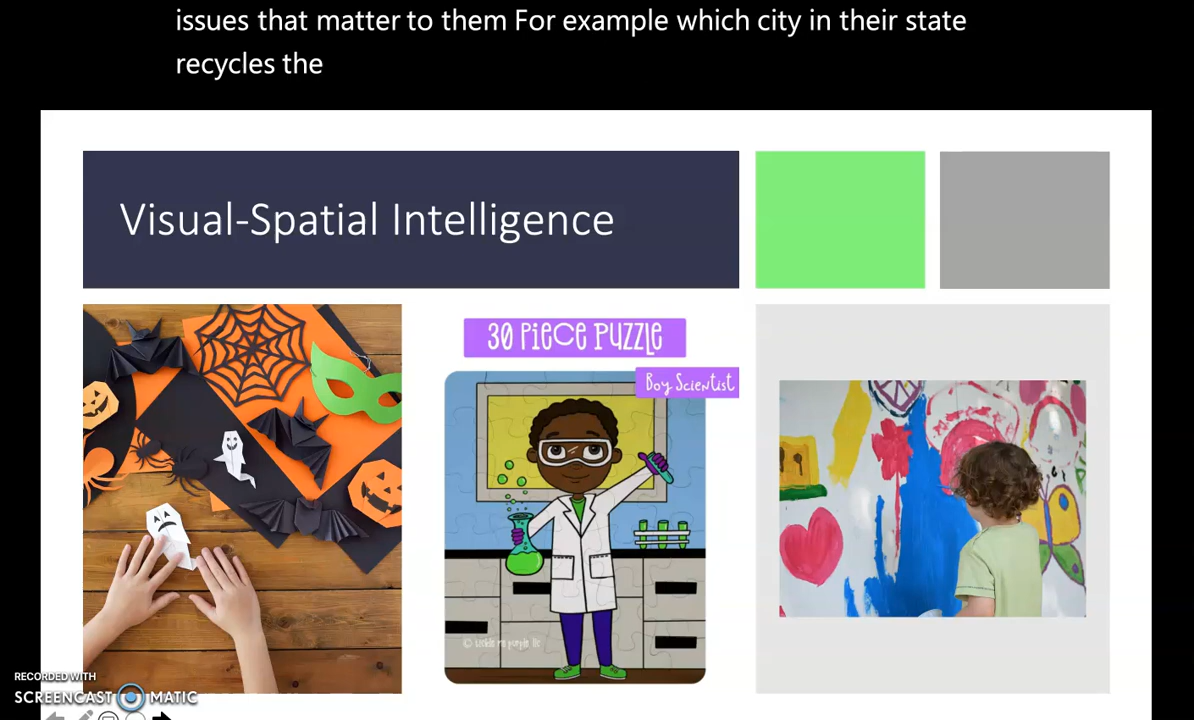 issues that matter to them For example which city in their state
recycles the
Visual-Spatial Intelligence
30 PIECE PUZZLE
Boy Scientist
RECORDED WITH
SCREENCAST MATIC